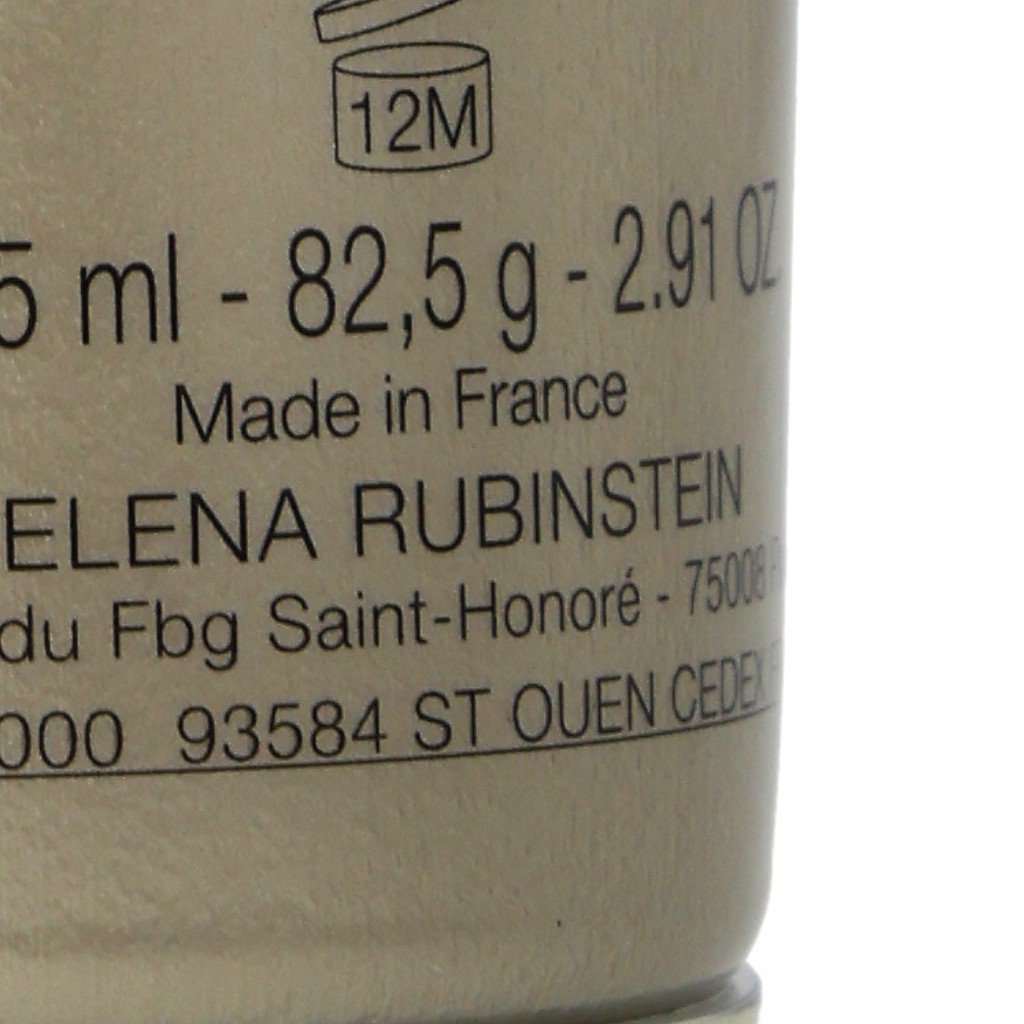 12M
5 ml - 82,5 g - 2.91 OZ
Made in France
ELENA RUBINSTEIN
du Fbg Saint-Honoré - 75008
000 93584 ST OUEN CEDEX